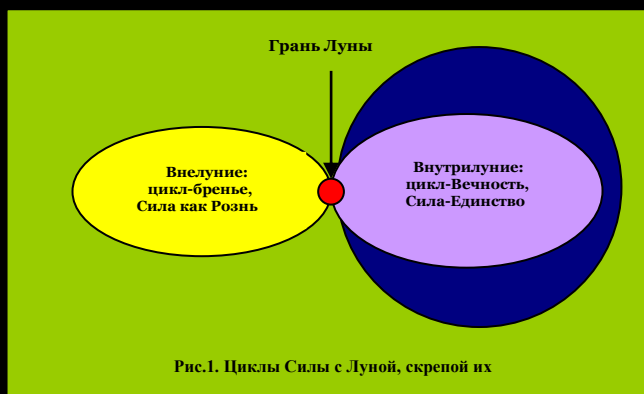 Грань Луны
Внелуние:
цикл-бренье,
Сила как Рознь
Внутрилуние:
цикл-Вечность,
Сила-Единство
Рис.1. Циклы Силы с Луной, скрепой их